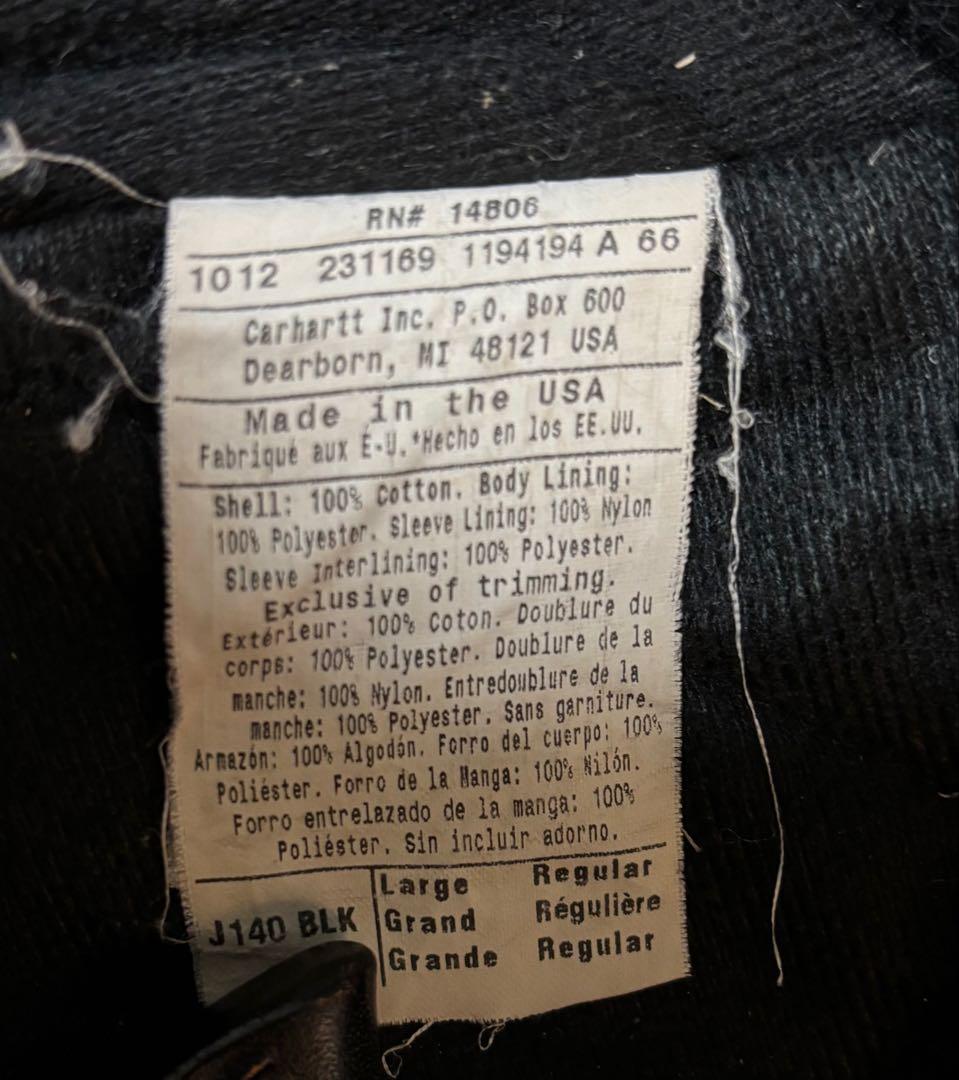 RN# 14806
1012 231169 1194194 A 66
Carhartt Inc. P.O. Box 600
Dearborn, MI 48121 USA
Made in the USA
Fabriqué aux É-U.*Hecho en los EE.UU.
Shell: 100% Cotton. Body Lining:
100% Polyester. Sleeve Lining: 100% Nylon
Sleeve Interlining: 100% Polyester.
Exclusive of trimming.
Extérieur: 100% Coton. Doublure du
corps: 100% Polyester. Doublure de la
manche: 100% Nylon. Entredoublure de la
manche: 100% Polyester. Sans garniture.
Armazón: 100% Algodón. Forro del cuerpo: 100%
Poliéster. Forro de la Manga: 100% Nilón.
Forro entrelazado de la manga: 100%
Poliéster. Sin incluir adorno.
J140 BLK
Large Regular
Grand Régulière
Grande Regular